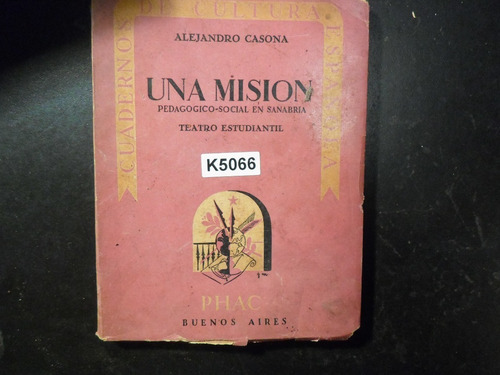 CUADERNOS DE CULTURA ESPAÑOLA
ALEJANDRO CASONA
UNA MISION
PEDAGOGICO-SOCIAL EN SANABRIA
TEATRO ESTUDIANTIL
K5066
PHAC
BUENOS AIRES